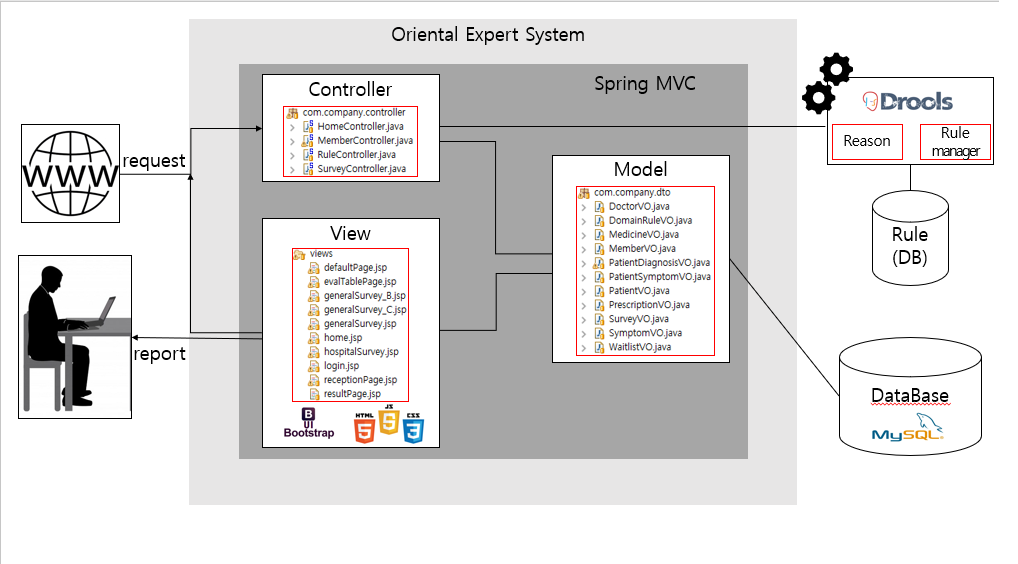 Oriental Expert System
Spring MVC
Controller
com.company.controller
HomeController.java
MemberController.java
RuleController.java
SurveyController.java
WWW
request
report
View
views
defaultPage.jsp
evalTablePage.jsp
generalSurvey_B.jsp
generalSurvey_C.jsp
generalSurvey.jsp
home.jsp
hospitalSurvey.jsp
login.jsp
receptionPage.jsp
resultPage.jsp
B
UI
Bootstrap
HTML
5
JS
5
CSS
3
Model
com.company.dto
DoctorVO.java
DomainRuleVO.java
MedicineVO.java
MemberVO.java
PatientDiagnosisVO.java
PatientSymptomVO.java
PatientVO.java
PrescriptionVO.java
SurveyVO.java
SymptomVO.java
WaitlistVO.java
Drools
Reason
Rule
manager
Rule
(DB)
DataBase
MySQL